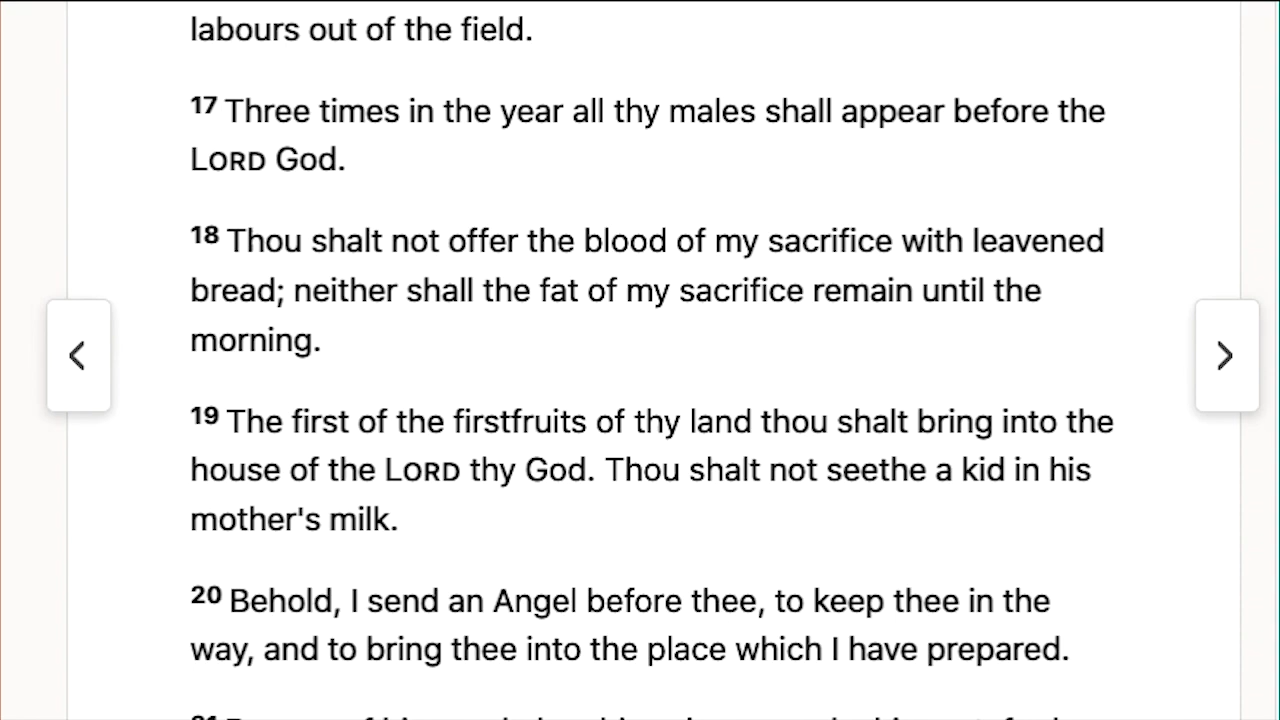 labours out of the field.
17 Three times in the year all thy males shall appear before the
LORD God.
18 Thou shalt not offer the blood of my sacrifice with leavened
bread; neither shall the fat of my sacrifice remain until the
morning.
19 The first of the firstfruits of thy land thou shalt bring into the
house of the LORD thy God. Thou shalt not seethe a kid in his
mother's milk.
20 Behold, I send an Angel before thee, to keep thee in the
way, and to bring thee into the place which I have prepared.